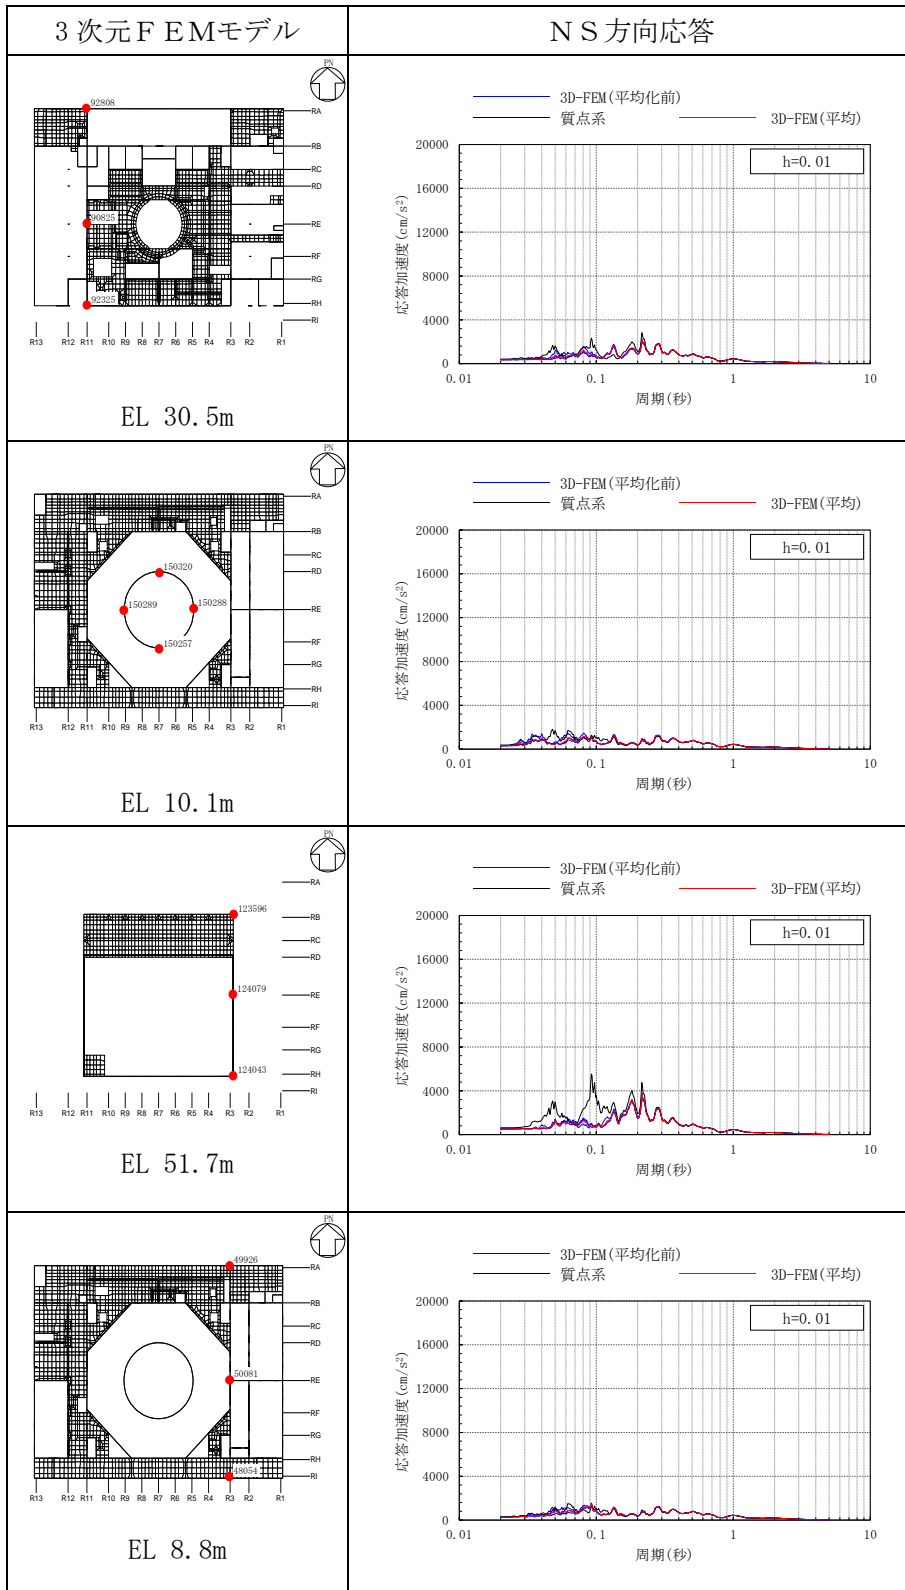 3次元FEMモデル
NS方向応答
PN
92808
90825
92325
RA
RB
RC
RD
RE
RF
RG
RH
RI
R13 R12 R11 R10 R9 R8 R7 R6 R5 R4 R3 R2 R1
EL 30.5m
3D-FEM(平均化前)
質点系 3D-FEM(平均)
h=0.01
応答加速度(cm/s²)
20000
16000
12000
8000
4000
0
0.01 0.1 1 10
周期(秒)
PN
150320
150289
150288
150257
RA
RB
RC
RD
RE
RF
RG
RH
RI
R13 R12 R11 R10 R9 R8 R7 R6 R5 R4 R3 R2 R1
EL 10.1m
3D-FEM(平均化前)
質点系 3D-FEM(平均)
h=0.01
応答加速度(cm/s²)
20000
16000
12000
8000
4000
0
0.01 0.1 1 10
周期(秒)
PN
123596
124079
124043
RA
RB
RC
RD
RE
RF
RG
RH
RI
R13 R12 R11 R10 R9 R8 R7 R6 R5 R4 R3 R2 R1
EL 51.7m
3D-FEM(平均化前)
質点系 3D-FEM(平均)
h=0.01
応答加速度(cm/s²)
20000
16000
12000
8000
4000
0
0.01 0.1 1 10
周期(秒)
PN
49926
50081
48054
RA
RB
RC
RD
RE
RF
RG
RH
RI
R13 R12 R11 R10 R9 R8 R7 R6 R5 R4 R3 R2 R1
EL 8.8m
3D-FEM(平均化前)
質点系 3D-FEM(平均)
h=0.01
応答加速度(cm/s²)
20000
16000
12000
8000
4000
0
0.01 0.1 1 10
周期(秒)